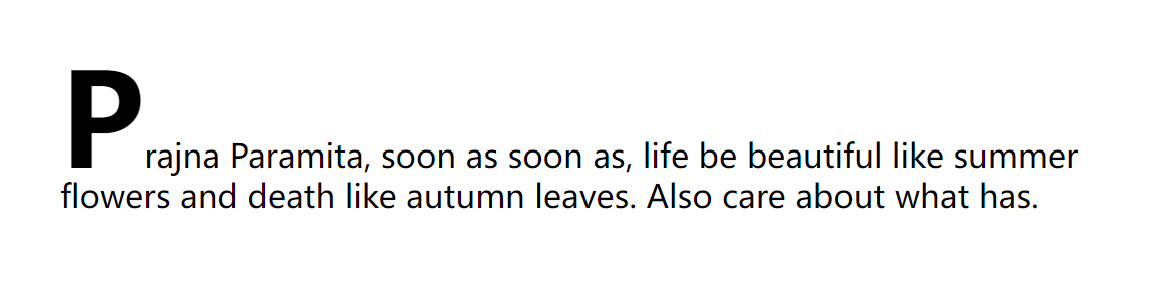 Prajna Paramita, soon as soon as, life be beautiful like summer
flowers and death like autumn leaves. Also care about what has.